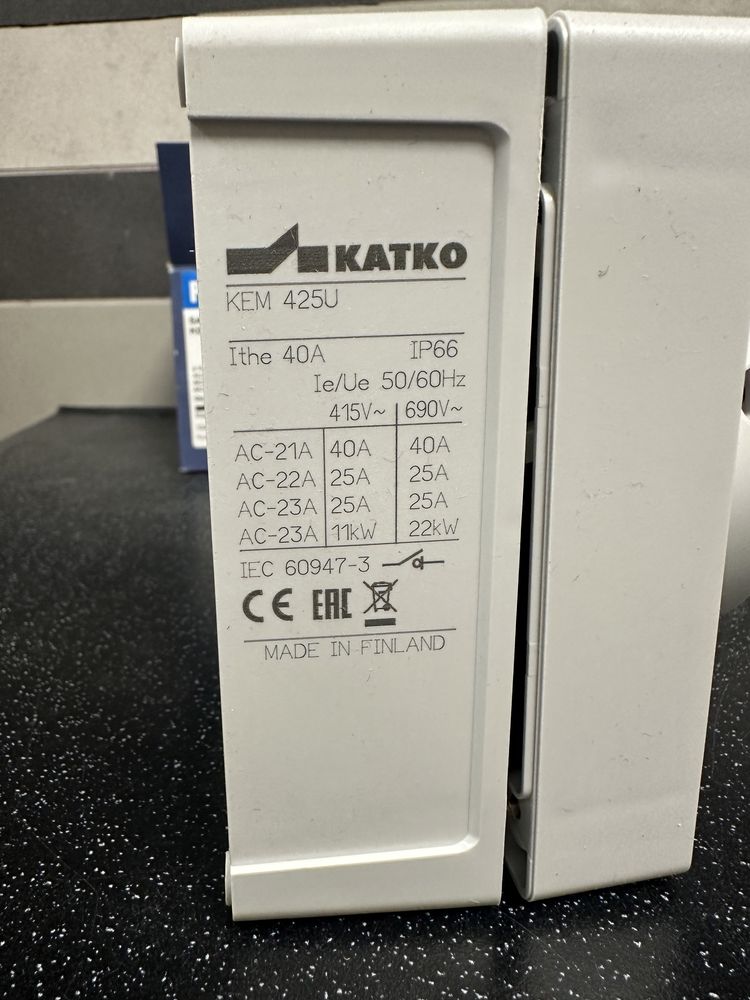 KATKO
KEM 425U
Ithe 40A IP66
Ie/Ue 50/60Hz
415V~ 690V~
AC-21A 40A 40A
AC-22A 25A 25A
AC-23A 25A 25A
AC-23A 11kW 22kW
IEC 60947-3
CE EAC
MADE IN FINLAND